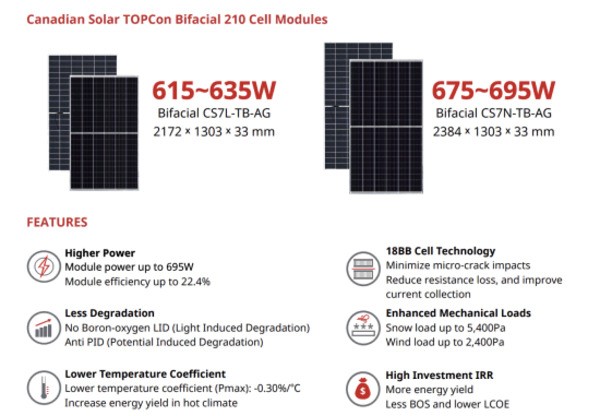 Canadian Solar TOPCon Bifacial 210 Cell Modules
615~635W
Bifacial CS7L-TB-AG
2172 × 1303 × 33 mm
675~695W
Bifacial CS7N-TB-AG
2384 × 1303 × 33 mm
FEATURES
Higher Power
Module power up to 695W
Module efficiency up to 22.4%
Less Degradation
No Boron-oxygen LID (Light Induced Degradation)
Anti PID (Potential Induced Degradation)
Lower Temperature Coefficient
Lower temperature coefficient (Pmax): -0.30%/°C
Increase energy yield in hot climate
18BB Cell Technology
Minimize micro-crack impacts
Reduce resistance loss, and improve
current collection
Enhanced Mechanical Loads
Snow load up to 5,400Pa
Wind load up to 2,400Pa
High Investment IRR
More energy yield
Less BOS and lower LCOE